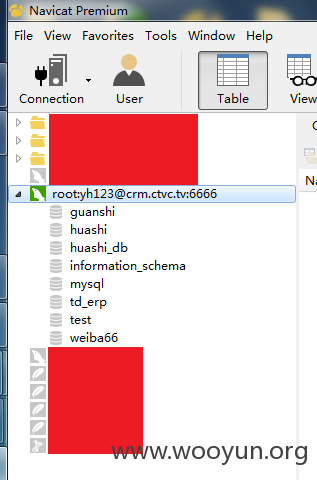 Navicat Premium
File View Favorites Tools Window Help
Connection User Table View
root:yh123@crm.ctvc.tv:6666
guanshi
huashi
huashi_db
information_schema
mysql
td_erp
test
weiba66
www.wooyun.org